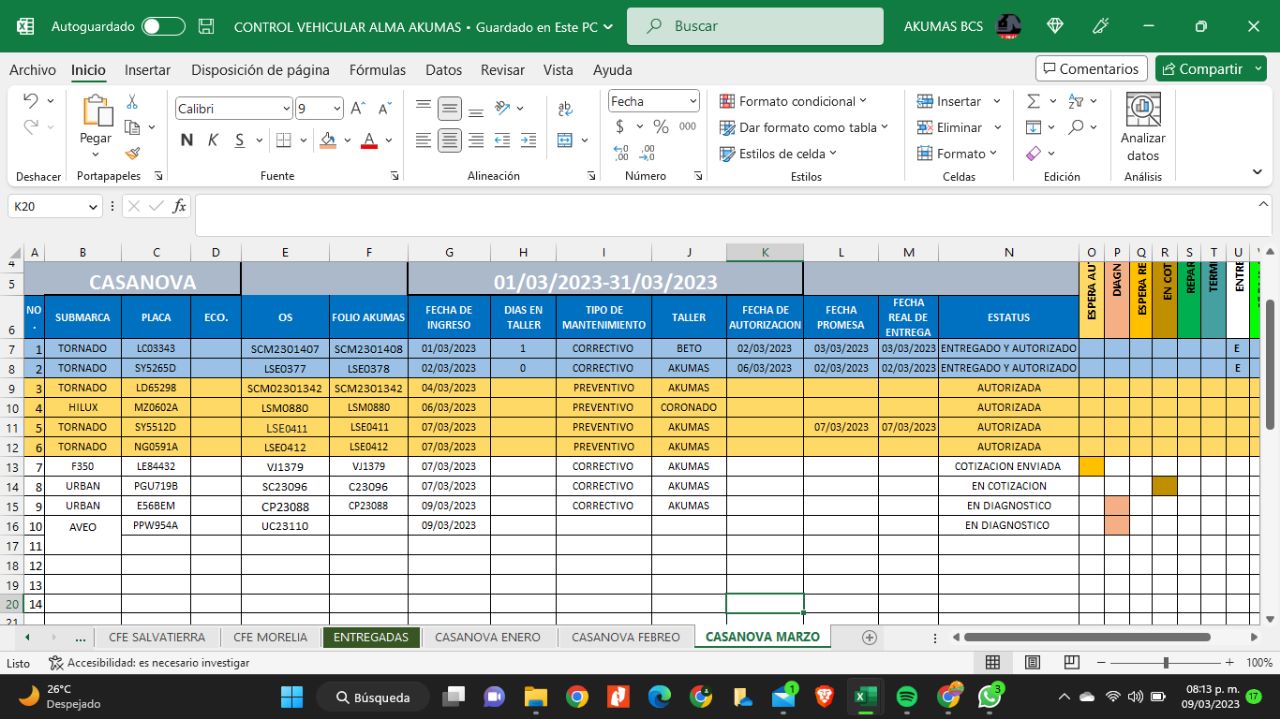 Autoguardado CONTROL VEHICULAR ALMA AKUMAS • Guardado en Este PC Buscar AKUMAS BCS
Archivo Inicio Insertar Disposición de página Fórmulas Datos Revisar Vista Ayuda Comentarios Compartir
Pegar Calibri 9 Fecha Formato condicional Insertar
N K S $ % 000 Dar formato como tabla Eliminar Analizar datos
Estilos de celda Formato
Deshacer Portapapeles Fuente Alineación Número Estilos Celdas Edición Análisis
K20 fx
A B C D E F G H I J K L M N O P Q R S T U
4
5 CASANOVA 01/03/2023-31/03/2023
6 NO. SUBMARCA PLACA ECO. OS FOLIO AKUMAS FECHA DE INGRESO DIAS EN TALLER TIPO DE MANTENIMIENTO TALLER FECHA DE AUTORIZACION FECHA PROMESA FECHA REAL DE ENTREGA ESTATUS ESPERA AUT DIAGN ESPERA RE EN COT REPAR TERM ENTRE
7 1 TORNADO LC03343 SCM2301407 SCM2301408 01/03/2023 1 CORRECTIVO BETO 02/03/2023 03/03/2023 03/03/2023 ENTREGADO Y AUTORIZADO E
8 2 TORNADO SY5265D LSE0377 LSE0378 02/03/2023 0 CORRECTIVO AKUMAS 06/03/2023 02/03/2023 02/03/2023 ENTREGADO Y AUTORIZADO E
9 3 TORNADO LD65298 SCM02301342 SCM2301342 04/03/2023 PREVENTIVO AKUMAS AUTORIZADA
10 4 HILUX MZ0602A LSM0880 LSM0880 06/03/2023 PREVENTIVO CORONADO AUTORIZADA
11 5 TORNADO SY5512D LSE0411 LSE0411 07/03/2023 PREVENTIVO AKUMAS 07/03/2023 07/03/2023 AUTORIZADA
12 6 TORNADO NG0591A LSE0412 LSE0412 07/03/2023 PREVENTIVO AKUMAS AUTORIZADA
13 7 F350 LE84432 VJ1379 VJ1379 07/03/2023 CORRECTIVO AKUMAS COTIZACION ENVIADA
14 8 URBAN PGU719B SC23096 C23096 07/03/2023 CORRECTIVO AKUMAS EN COTIZACION
15 9 URBAN E56BEM CP23088 CP23088 09/03/2023 CORRECTIVO AKUMAS EN DIAGNOSTICO
16 10 AVEO PPW954A UC23110 09/03/2023 EN DIAGNOSTICO
17 11
18 12
19 13
20 14
21
... CFE SALVATIERRA CFE MORELIA ENTREGADAS CASANOVA ENERO CASANOVA FEBREO CASANOVA MARZO
Listo Accesibilidad: es necesario investigar 100%
26°C
Despejado
Búsqueda
1
3
08:13 p. m.
09/03/2023
17